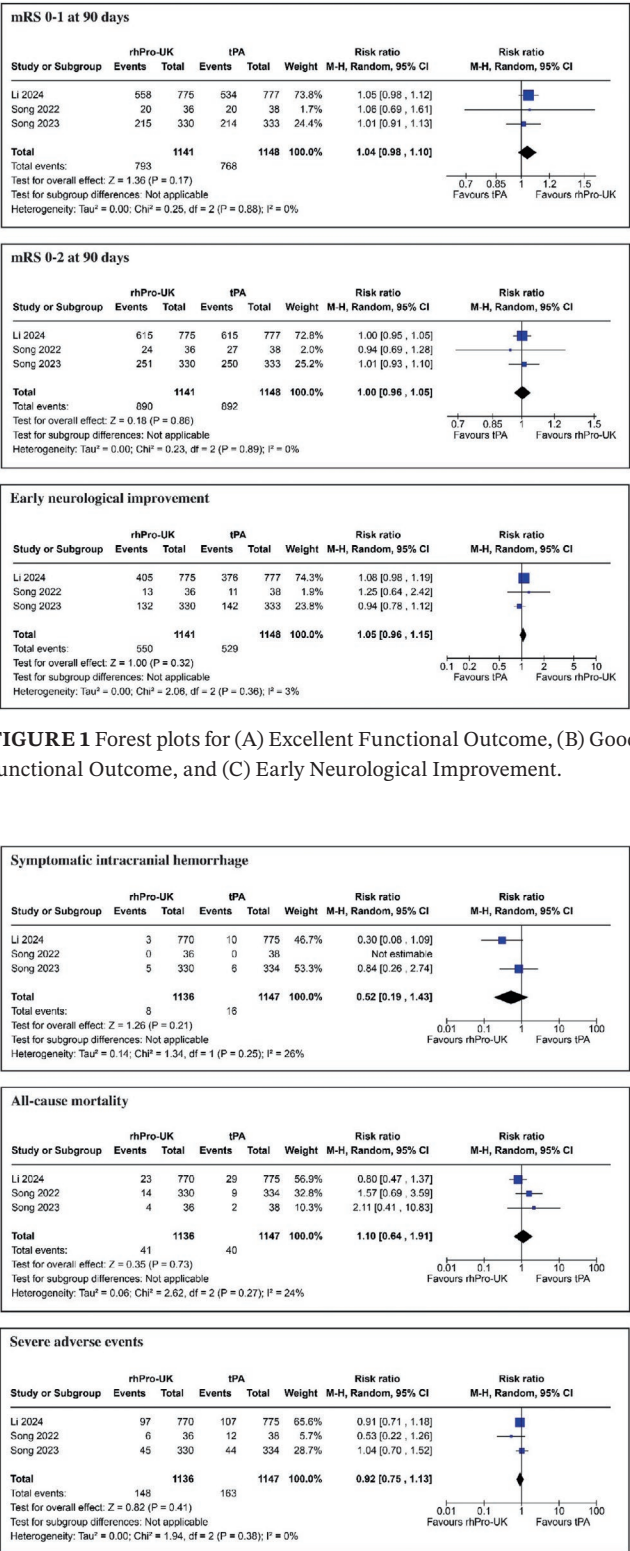 mRS 0-1 at 90 days
rhPro-UK tPA Risk ratio Risk ratio
Study or Subgroup Events Total Events Total Weight M-H, Random, 95% CI M-H, Random, 95% CI
Li 2024 558 775 534 777 73.8% 1.05 [0.98 , 1.12]
Song 2022 20 36 20 38 1.7% 1.06 [0.69 , 1.61]
Song 2023 215 330 214 333 24.4% 1.01 [0.91 , 1.13]
Total 1141 1148 100.0% 1.04 [0.98 , 1.10]
Total events: 793 768
Test for overall effect: Z = 1.36 (P = 0.17)
Test for subgroup differences: Not applicable
Heterogeneity: Tau² = 0.00; Chi² = 0.25, df = 2 (P = 0.88); I² = 0%
0.7 0.85 1 1.2 1.5
Favours tPA Favours rhPro-UK
mRS 0-2 at 90 days
rhPro-UK tPA Risk ratio Risk ratio
Study or Subgroup Events Total Events Total Weight M-H, Random, 95% CI M-H, Random, 95% CI
Li 2024 615 775 615 777 72.8% 1.00 [0.95 , 1.05]
Song 2022 24 36 27 38 2.0% 0.94 [0.69 , 1.28]
Song 2023 251 330 250 333 25.2% 1.01 [0.93 , 1.10]
Total 1141 1148 100.0% 1.00 [0.96 , 1.05]
Total events: 890 892
Test for overall effect: Z = 0.18 (P = 0.86)
Test for subgroup differences: Not applicable
Heterogeneity: Tau² = 0.00; Chi² = 0.23, df = 2 (P = 0.89); I² = 0%
0.7 0.85 1 1.2 1.5
Favours tPA Favours rhPro-UK
Early neurological improvement
rhPro-UK tPA Risk ratio Risk ratio
Study or Subgroup Events Total Events Total Weight M-H, Random, 95% CI M-H, Random, 95% CI
Li 2024 405 775 376 777 74.3% 1.08 [0.98 , 1.19]
Song 2022 13 36 11 38 1.9% 1.25 [0.64 , 2.42]
Song 2023 132 330 142 333 23.8% 0.94 [0.78 , 1.12]
Total 1141 1148 100.0% 1.05 [0.96 , 1.15]
Total events: 550 529
Test for overall effect: Z = 1.00 (P = 0.32)
Test for subgroup differences: Not applicable
Heterogeneity: Tau² = 0.00; Chi² = 2.06, df = 2 (P = 0.36); I² = 3%
0.1 0.2 0.5 1 2 5 10
Favours tPA Favours rhPro-UK
FIGURE 1 Forest plots for (A) Excellent Functional Outcome, (B) Good
Functional Outcome, and (C) Early Neurological Improvement.
Symptomatic intracranial hemorrhage
rhPro-UK tPA Risk ratio Risk ratio
Study or Subgroup Events Total Events Total Weight M-H, Random, 95% CI M-H, Random, 95% CI
Li 2024 3 770 10 775 46.7% 0.30 [0.08 , 1.09]
Song 2022 0 36 0 38 Not estimable
Song 2023 5 330 6 334 53.3% 0.84 [0.26 , 2.74]
Total 1136 1147 100.0% 0.52 [0.19 , 1.43]
Total events: 8 16
Test for overall effect: Z = 1.26 (P = 0.21)
Test for subgroup differences: Not applicable
Heterogeneity: Tau² = 0.14; Chi² = 1.34, df = 1 (P = 0.25); I² = 26%
0.01 0.1 1 10 100
Favours rhPro-UK Favours tPA
All-cause mortality
rhPro-UK tPA Risk ratio Risk ratio
Study or Subgroup Events Total Events Total Weight M-H, Random, 95% CI M-H, Random, 95% CI
Li 2024 23 770 29 775 56.9% 0.80 [0.47 , 1.37]
Song 2022 14 330 9 334 32.8% 1.57 [0.69 , 3.59]
Song 2023 4 36 2 38 10.3% 2.11 [0.41 , 10.83]
Total 1136 1147 100.0% 1.10 [0.64 , 1.91]
Total events: 41 40
Test for overall effect: Z = 0.35 (P = 0.73)
Test for subgroup differences: Not applicable
Heterogeneity: Tau² = 0.06; Chi² = 2.62, df = 2 (P = 0.27); I² = 24%
0.01 0.1 1 10 100
Favours rhPro-UK Favours tPA
Severe adverse events
rhPro-UK tPA Risk ratio Risk ratio
Study or Subgroup Events Total Events Total Weight M-H, Random, 95% CI M-H, Random, 95% CI
Li 2024 97 770 107 775 65.6% 0.91 [0.71 , 1.18]
Song 2022 6 36 12 38 5.7% 0.53 [0.22 , 1.26]
Song 2023 45 330 44 334 28.7% 1.04 [0.70 , 1.52]
Total 1136 1147 100.0% 0.92 [0.75 , 1.13]
Total events: 148 163
Test for overall effect: Z = 0.82 (P = 0.41)
Test for subgroup differences: Not applicable
Heterogeneity: Tau² = 0.00; Chi² = 1.94, df = 2 (P = 0.38); I² = 0%
0.01 0.1 1 10 100
Favours rhPro-UK Favours tPA